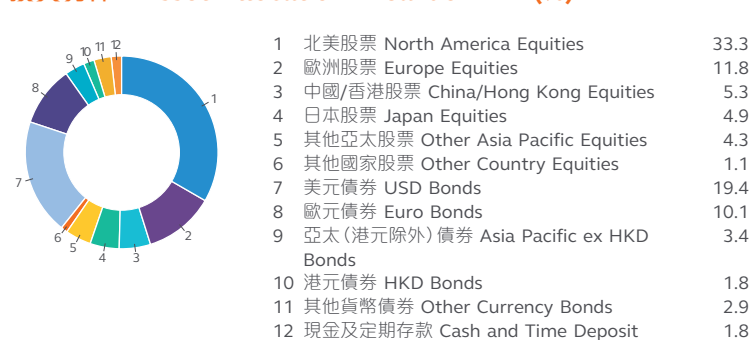 1 北美股票 North America Equities 33.3
2 歐洲股票 Europe Equities 11.8
3 中國/香港股票 China/Hong Kong Equities 5.3
4 日本股票 Japan Equities 4.9
5 其他亞太股票 Other Asia Pacific Equities 4.3
6 其他國家股票 Other Country Equities 1.1
7 美元債券 USD Bonds 19.4
8 歐元債券 Euro Bonds 10.1
9 亞太(港元除外)債券 Asia Pacific ex HKD 3.4
Bonds
10 港元債券 HKD Bonds 1.8
11 其他貨幣債券 Other Currency Bonds 2.9
12 現金及定期存款 Cash and Time Deposit 1.8
1
2
3
4
5
6
7
8
9
10
11
12